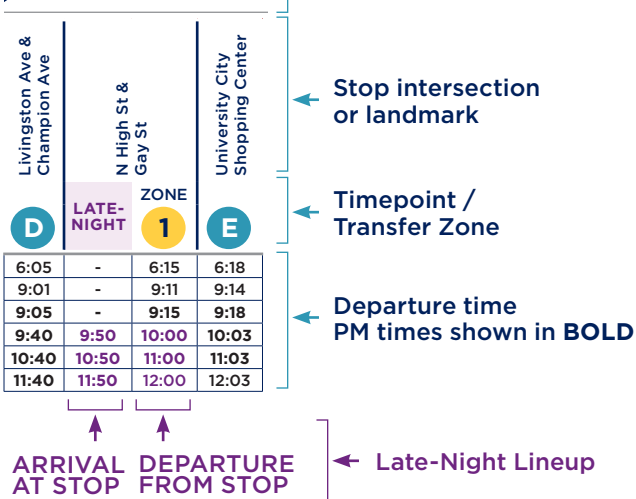 Livingston Ave &
Champion Ave
N High St &
Gay St
University City
Shopping Center
Stop intersection
or landmark
D
LATE-
NIGHT
ZONE
1
E
Timepoint /
Transfer Zone
6:05 - 6:15 6:18
9:01 - 9:11 9:14
9:05 - 9:15 9:18
9:40 9:50 10:00 10:03
10:40 10:50 11:00 11:03
11:40 11:50 12:00 12:03
Departure time
PM times shown in BOLD
ARRIVAL
AT STOP
DEPARTURE
FROM STOP
Late-Night Lineup